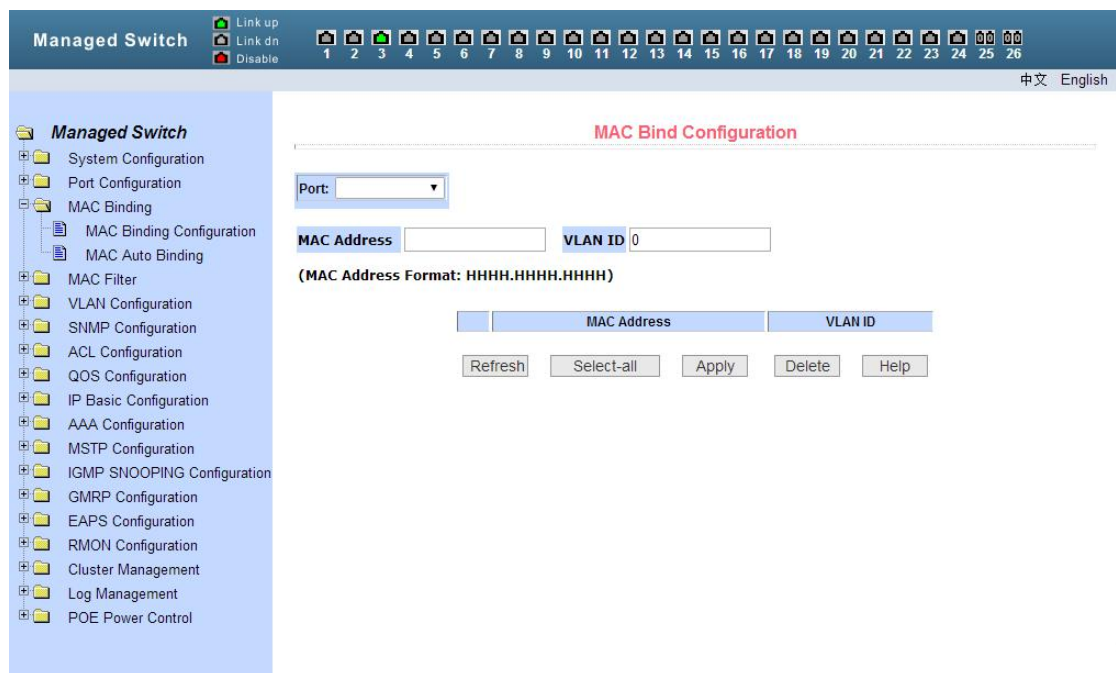 Link up
Managed Switch
Link dn
Disable
1 2 3 4 5 6 7 8 9 10 11 12 13 14 15 16 17 18 19 20 21 22 23 24 25 26
中文 English
Managed Switch
System Configuration
Port Configuration
MAC Binding
MAC Binding Configuration
MAC Auto Binding
MAC Filter
VLAN Configuration
SNMP Configuration
ACL Configuration
QOS Configuration
IP Basic Configuration
AAA Configuration
MSTP Configuration
IGMP SNOOPING Configuration
GMRP Configuration
EAPS Configuration
RMON Configuration
Cluster Management
Log Management
POE Power Control
MAC Bind Configuration
Port:
MAC Address VLAN ID 0
(MAC Address Format: HHHH.HHHH.HHHH)
MAC Address VLAN ID
Refresh Select-all Apply Delete Help